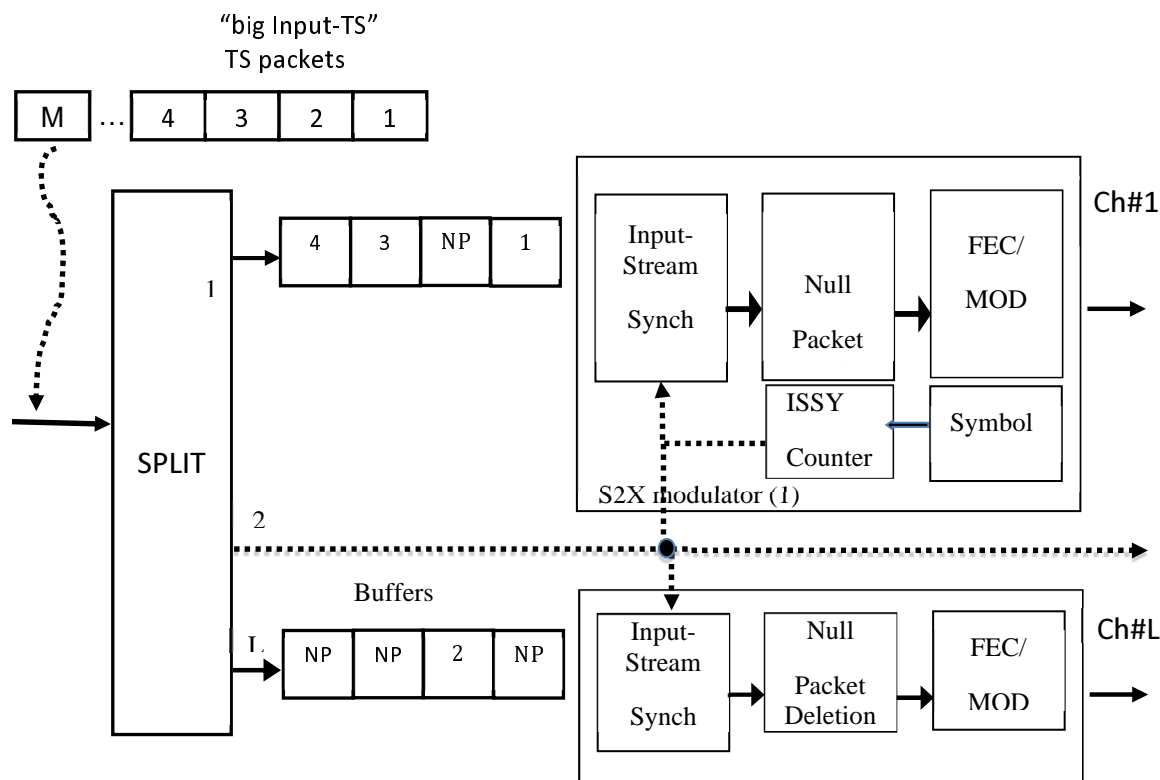 “big Input-TS”
TS packets
M ... 4 3 2 1
4 3 NP 1
1
SPLIT
2
L
Buffers
NP NP 2 NP
Input-
Stream
Synch
Null
Packet
FEC/
MOD
Ch#1
ISSY
Counter
Symbol
S2X modulator (1)
Input-
Stream
Synch
Null
Packet
Deletion
FEC/
MOD
Ch#L